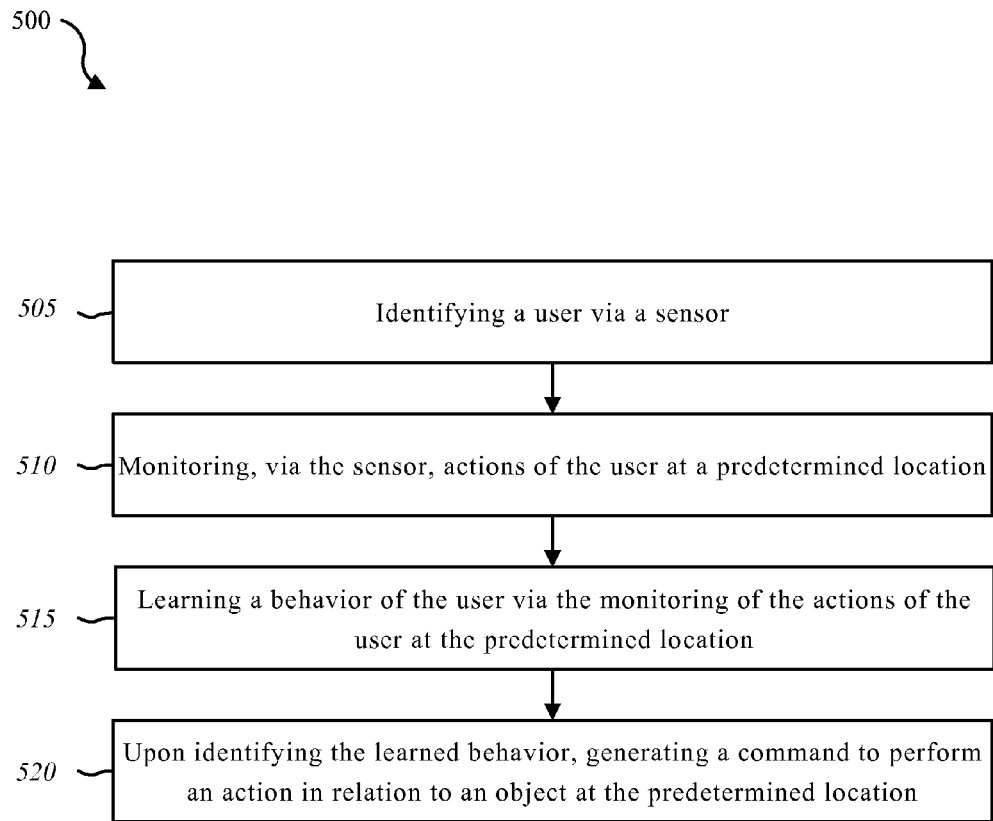 500
505
Identifying a user via a sensor
510
Monitoring, via the sensor, actions of the user at a predetermined location
515
Learning a behavior of the user via the monitoring of the actions of the
user at the predetermined location
520
Upon identifying the learned behavior, generating a command to perform
an action in relation to an object at the predetermined location